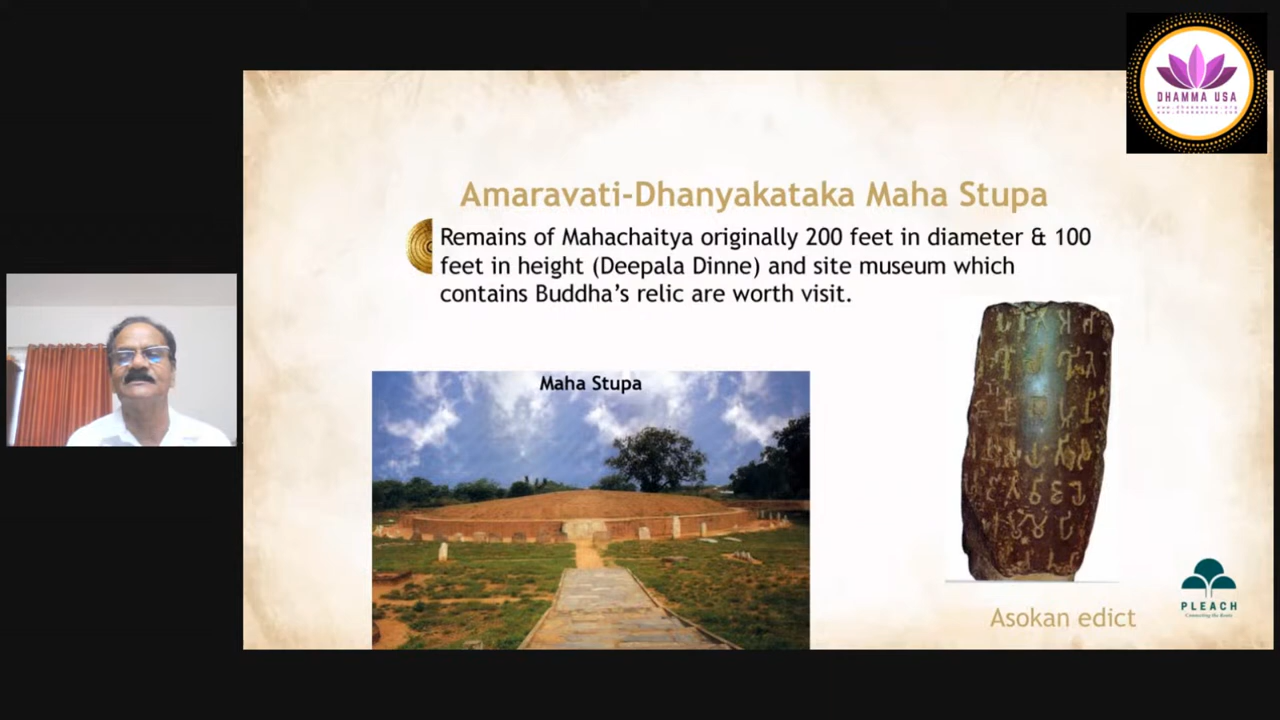 DHAMMA USA
Amaravati-Dhanyakataka Maha Stupa
Remains of Mahachaitya originally 200 feet in diameter & 100
feet in height (Deepala Dinne) and site museum which
contains Buddha’s relic are worth visit.
Maha Stupa
Asokan edict
PLEACH